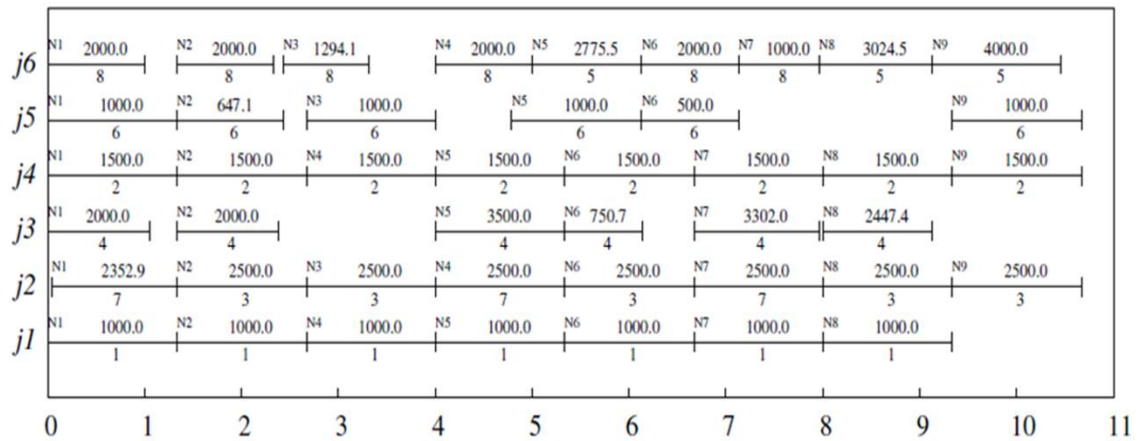 N1 2000.0 N2 2000.0 N3 1294.1 N4 2000.0 N5 2775.5 N6 2000.0 N7 1000.0 N8 3024.5 N9 4000.0
j6 8 8 8 8 5 8 8 5 5
N1 1000.0 N2 647.1 N3 1000.0 N5 1000.0 N6 500.0 N9 1000.0
j5 6 6 6 6 6 6
N1 1500.0 N2 1500.0 N4 1500.0 N5 1500.0 N6 1500.0 N7 1500.0 N8 1500.0 N9 1500.0
j4 2 2 2 2 2 2 2 2
N1 2000.0 N2 2000.0 N5 3500.0 N6 750.7 N7 3302.0 N8 2447.4
j3 4 4 4 4 4 4
N1 2352.9 N2 2500.0 N3 2500.0 N4 2500.0 N6 2500.0 N7 2500.0 N8 2500.0 N9 2500.0
j2 7 3 3 7 3 7 3 3
N1 1000.0 N2 1000.0 N4 1000.0 N5 1000.0 N6 1000.0 N7 1000.0 N8 1000.0
j1 1 1 1 1 1 1 1
0 1 2 3 4 5 6 7 8 9 10 11